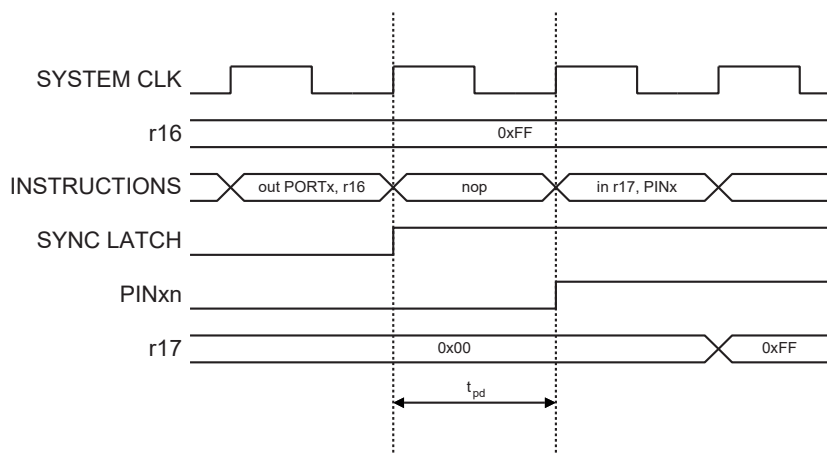 SYSTEM CLK
r16
0xFF
INSTRUCTIONS
out PORTx, r16
nop
in r17, PINx
SYNC LATCH
PINxn
r17
0x00
0xFF
tpd